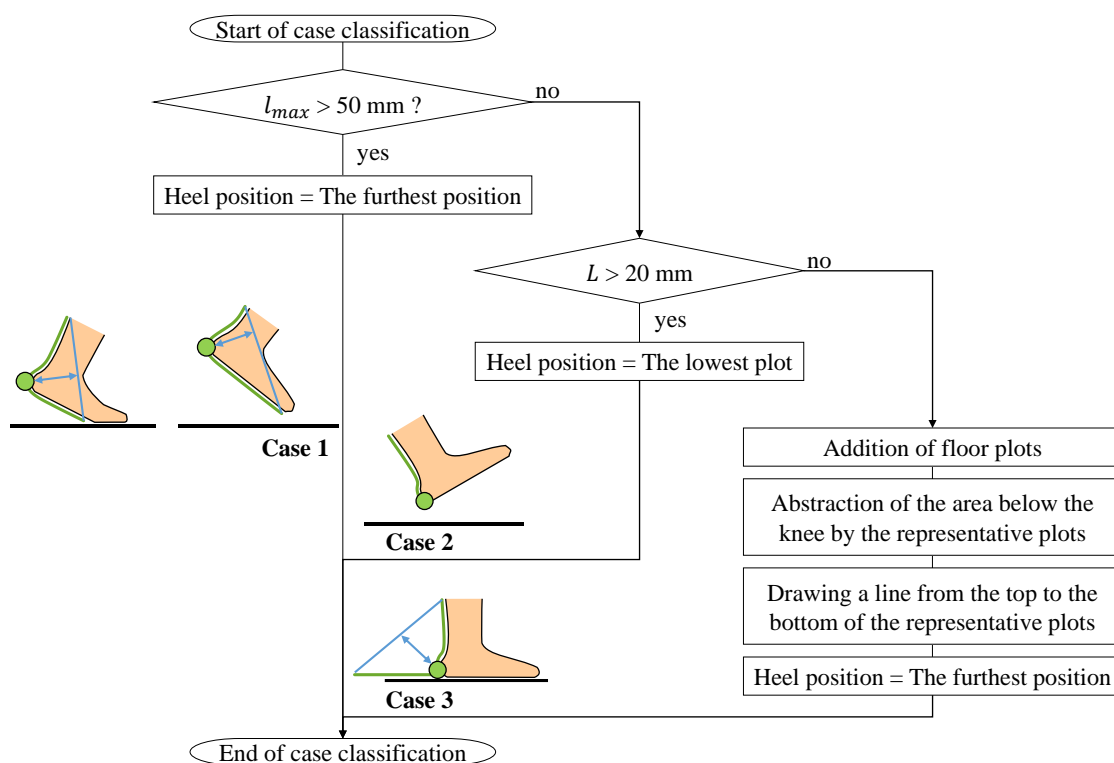 Start of case classification
l_max > 50 mm ?
no
yes
Heel position = The furthest position
L > 20 mm
no
yes
Heel position = The lowest plot
Case 1
Addition of floor plots
Abstraction of the area below the
knee by the representative plots
Case 2
Drawing a line from the top to the
bottom of the representative plots
Heel position = The furthest position
Case 3
End of case classification